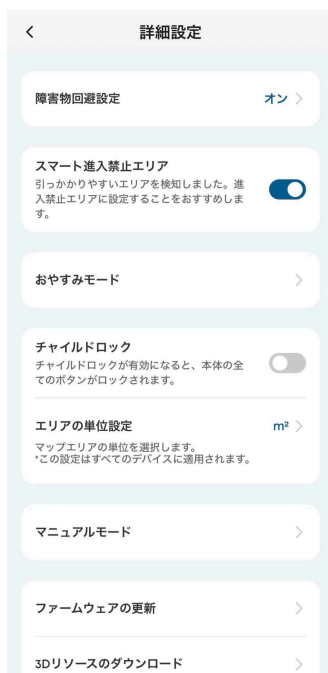 詳細設定
障害物回避設定 オン
スマート進入禁止エリア
引っかかりやすいエリアを検知しました。進
入禁止エリアに設定することをおすすめしま
す。
おやすみモード
チャイルドロック
チャイルドロックが有効になると、本体の全
てのボタンがロックされます。
エリアの単位設定 m²
マップエリアの単位を選択します。
*この設定はすべてのデバイスに適用されます。
マニュアルモード
ファームウェアの更新
3Dリソースのダウンロード